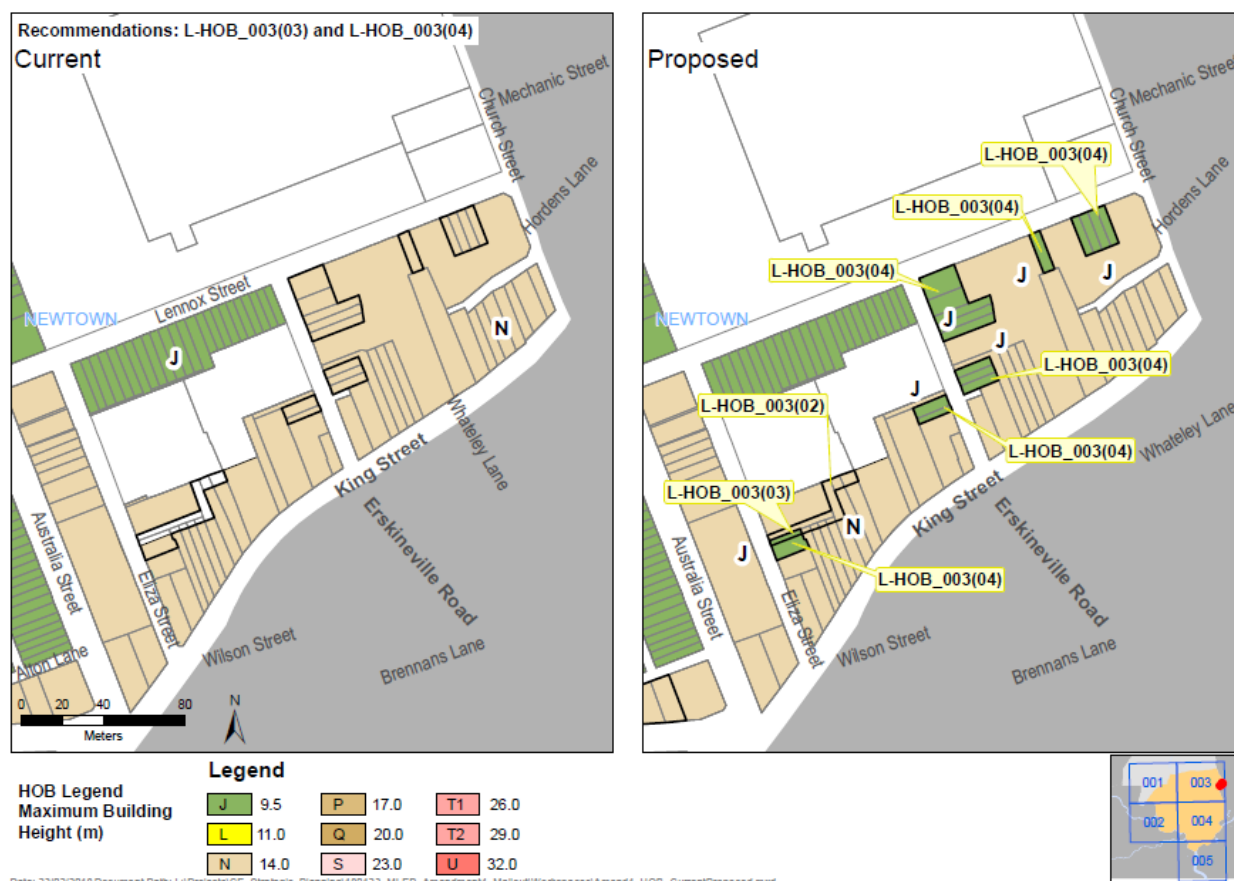 Recommendations: L-HOB_003(03) and L-HOB_003(04)
Current
Mechanic Street
Church Street
Hordens Lane
Lennox Street
NEWTOWN
J
N
Whateley Lane
King Street
Erskineville Road
Australia Street
Eliza Street
Wilson Street
Brennans Lane
Alton Lane
0 20 40 80
Meters
N
Proposed
Mechanic Street
Church Street
L-HOB_003(04)
Hordens Lane
L-HOB_003(04)
L-HOB_003(04)
J
J
Lennox Street
NEWTOWN
J
J
L-HOB_003(04)
J
L-HOB_003(02)
Whateley Lane
L-HOB_003(04)
King Street
L-HOB_003(03)
Erskineville Road
N
J
Australia Street
L-HOB_003(04)
Eliza Street
Wilson Street
Brennans Lane
HOB Legend
Maximum Building
Height (m)
Legend
J 9.5 P 17.0 T1 26.0
L 11.0 Q 20.0 T2 29.0
N 14.0 S 23.0 U 32.0
001 003
002 004
005